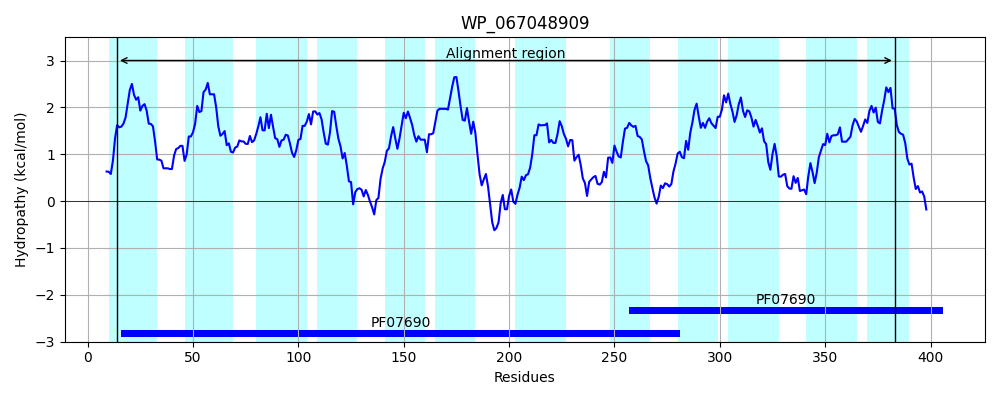 WP_067048909
Alignment region
3
2
1
0
−1
−2
−3
Hydropathy (kcal/mol)
PF07690
PF07690
0 50 100 150 200 250 300 350 400
Residues